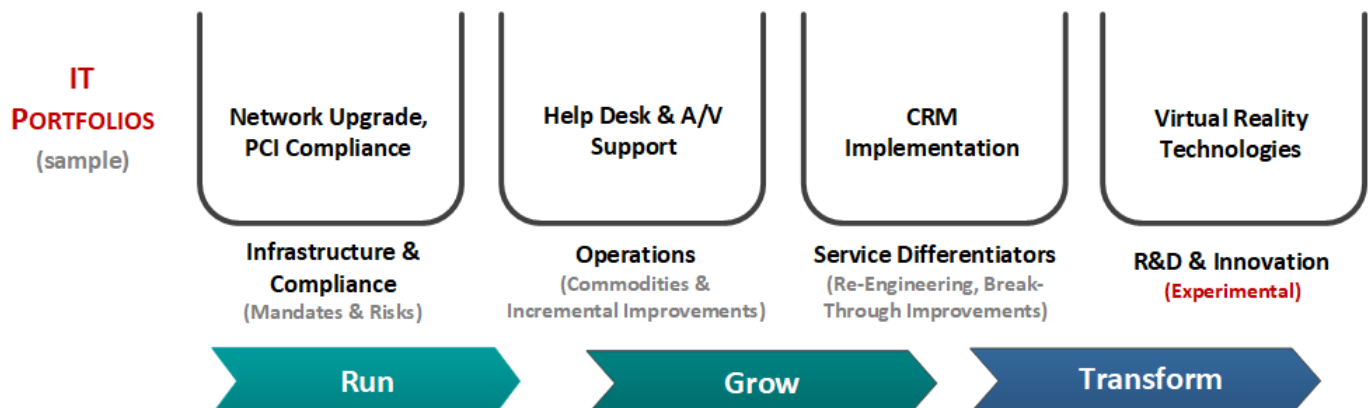 IT
PORTFOLIOS
(sample)
Network Upgrade,
PCI Compliance
Help Desk & A/V
Support
CRM
Implementation
Virtual Reality
Technologies
Infrastructure &
Compliance
(Mandates & Risks)
Operations
(Commodities &
Incremental Improvements)
Service Differentiators
(Re-Engineering, Break-
Through Improvements)
R&D & Innovation
(Experimental)
Run
Grow
Transform